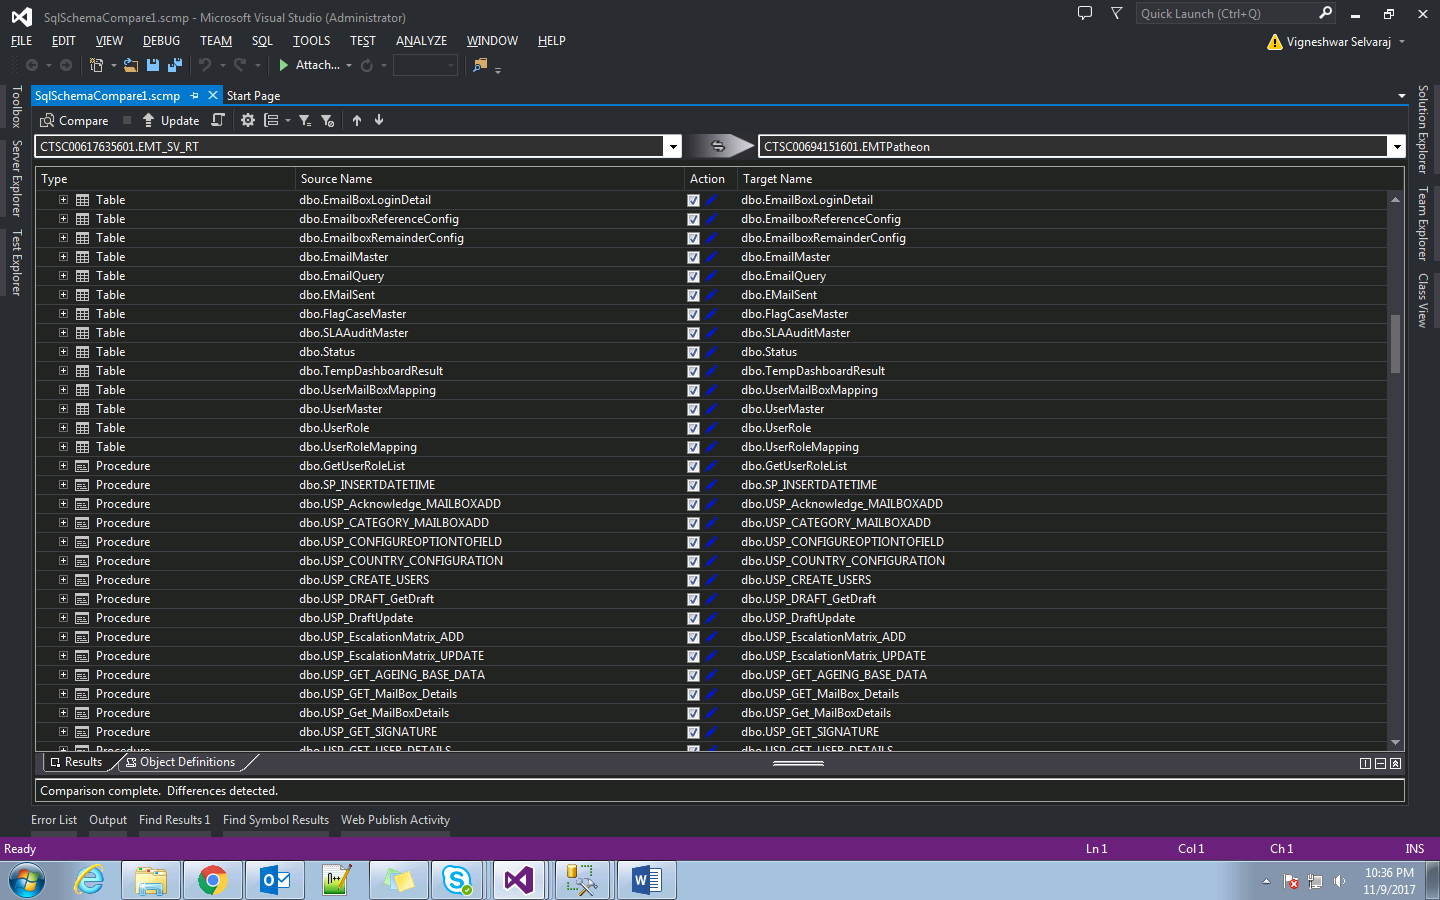 SqlSchemaCompare1.scmp - Microsoft Visual Studio (Administrator)
Quick Launch (Ctrl+Q)
FILE EDIT VIEW DEBUG TEAM SQL TOOLS TEST ANALYZE WINDOW HELP
Vigneshwar Selvaraj
Attach...
SqlSchemaCompare1.scmp Start Page
Compare Update
CTSC00617635601.EMT_SV_RT CTSC00694151601.EMTPatheon
Type Source Name Action Target Name
Table dbo.EmailBoxLoginDetail dbo.EmailBoxLoginDetail
Table dbo.EmailboxReferenceConfig dbo.EmailboxReferenceConfig
Table dbo.EmailboxRemainderConfig dbo.EmailboxRemainderConfig
Table dbo.EmailMaster dbo.EmailMaster
Table dbo.EmailQuery dbo.EmailQuery
Table dbo.EMailSent dbo.EMailSent
Table dbo.FlagCaseMaster dbo.FlagCaseMaster
Table dbo.SLAAuditMaster dbo.SLAAuditMaster
Table dbo.Status dbo.Status
Table dbo.TempDashboardResult dbo.TempDashboardResult
Table dbo.UserMailBoxMapping dbo.UserMailBoxMapping
Table dbo.UserMaster dbo.UserMaster
Table dbo.UserRole dbo.UserRole
Table dbo.UserRoleMapping dbo.UserRoleMapping
Procedure dbo.GetUserRoleList dbo.GetUserRoleList
Procedure dbo.SP_INSERTDATETIME dbo.SP_INSERTDATETIME
Procedure dbo.USP_Acknowledge_MAILBOXADD dbo.USP_Acknowledge_MAILBOXADD
Procedure dbo.USP_CATEGORY_MAILBOXADD dbo.USP_CATEGORY_MAILBOXADD
Procedure dbo.USP_CONFIGUREOPTIONTOFIELD dbo.USP_CONFIGUREOPTIONTOFIELD
Procedure dbo.USP_COUNTRY_CONFIGURATION dbo.USP_COUNTRY_CONFIGURATION
Procedure dbo.USP_CREATE_USERS dbo.USP_CREATE_USERS
Procedure dbo.USP_DRAFT_GetDraft dbo.USP_DRAFT_GetDraft
Procedure dbo.USP_DraftUpdate dbo.USP_DraftUpdate
Procedure dbo.USP_EscalationMatrix_ADD dbo.USP_EscalationMatrix_ADD
Procedure dbo.USP_EscalationMatrix_UPDATE dbo.USP_EscalationMatrix_UPDATE
Procedure dbo.USP_GET_AGEING_BASE_DATA dbo.USP_GET_AGEING_BASE_DATA
Procedure dbo.USP_GET_MailBox_Details dbo.USP_GET_MailBox_Details
Procedure dbo.USP_Get_MailBoxDetails dbo.USP_Get_MailBoxDetails
Procedure dbo.USP_GET_SIGNATURE dbo.USP_GET_SIGNATURE
Procedure dbo.USP_GET_USER_DETAILS dbo.USP_GET_USER_DETAILS
Results Object Definitions
Comparison complete. Differences detected.
Error List Output Find Results 1 Find Symbol Results Web Publish Activity
Ready Ln 1 Col 1 Ch 1 INS
10:36 PM
11/9/2017
Toolbox
Server Explorer
Test Explorer
Solution Explorer
Team Explorer
Class View